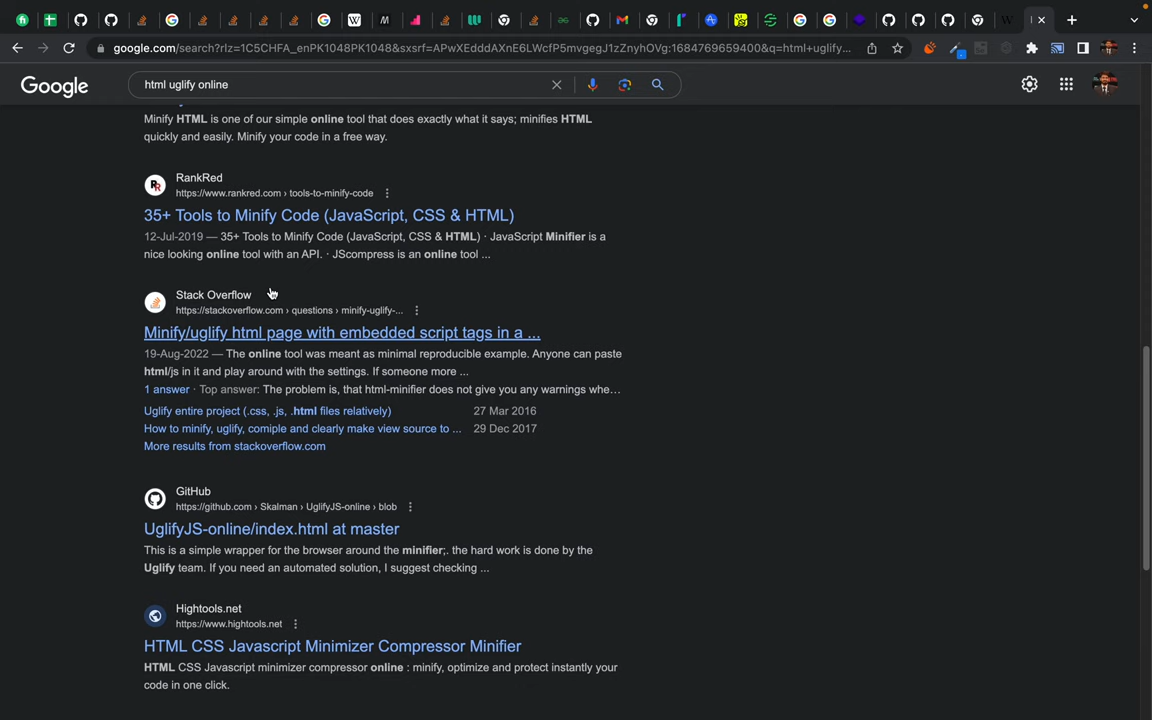 google.com/search?rlz=1C5CHFA_enPK1048PK1048&sxsrf=APwXEdddAXnE6LWcfP5mvgegJ1zZnyhOVg:1684769659400&q=html+uglify...
Google
html uglify online
Minify HTML is one of our simple online tool that does exactly what it says; minifies HTML
quickly and easily. Minify your code in a free way.
RankRed
https://www.rankred.com › tools-to-minify-code
35+ Tools to Minify Code (JavaScript, CSS & HTML)
12-Jul-2019 — 35+ Tools to Minify Code (JavaScript, CSS & HTML) · JavaScript Minifier is a
nice looking online tool with an API. · JScompress is an online tool ...
Stack Overflow
https://stackoverflow.com › questions › minify-uglify-...
Minify/uglify html page with embedded script tags in a ...
19-Aug-2022 — The online tool was meant as minimal reproducible example. Anyone can paste
html/js in it and play around with the settings. If someone more ...
1 answer · Top answer: The problem is, that html-minifier does not give you any warnings whe...
Uglify entire project (.css, .js, .html files relatively) 27 Mar 2016
How to minify, uglify, comiple and clearly make view source to ... 29 Dec 2017
More results from stackoverflow.com
GitHub
https://github.com › Skalman › UglifyJS-online › blob
UglifyJS-online/index.html at master
This is a simple wrapper for the browser around the minifier;. the hard work is done by the
Uglify team. If you need an automated solution, I suggest checking ...
Hightools.net
https://www.hightools.net
HTML CSS Javascript Minimizer Compressor Minifier
HTML CSS Javascript minimizer compressor online : minify, optimize and protect instantly your
code in one click.